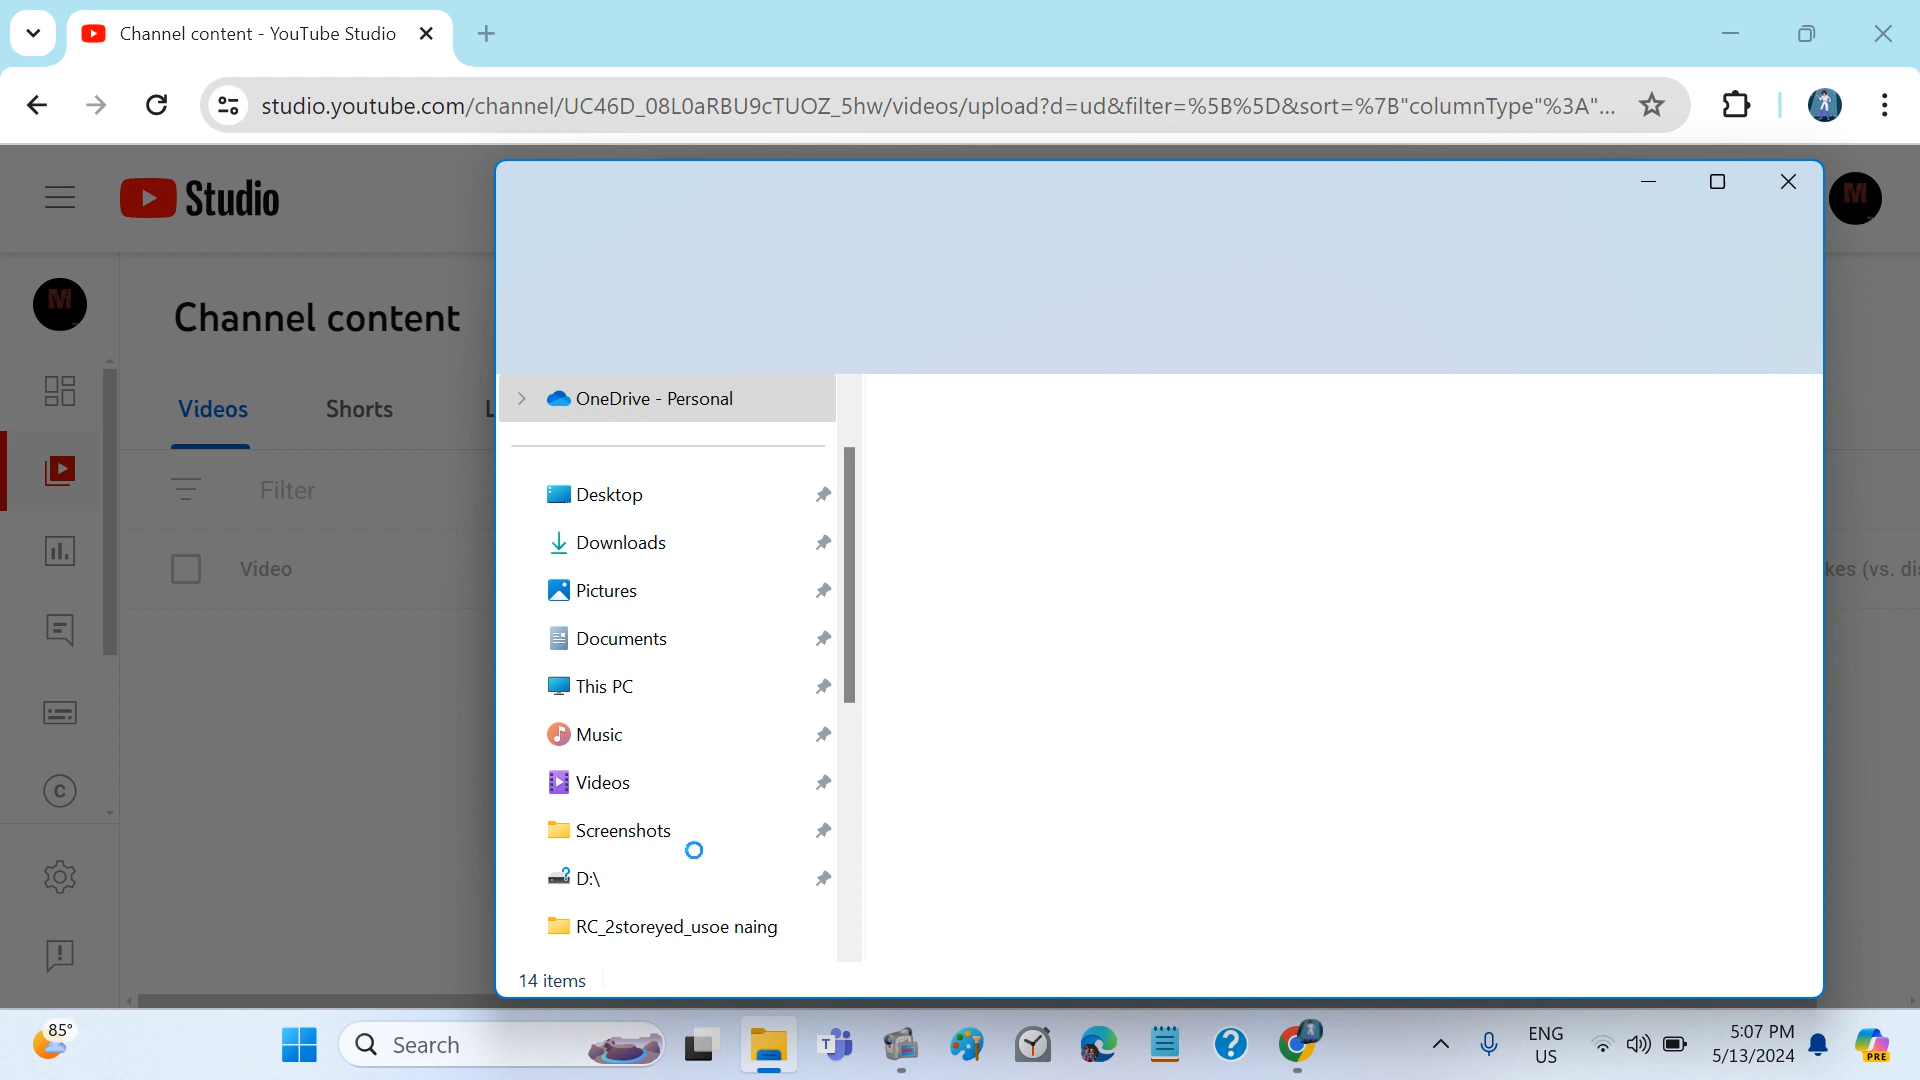 Channel content - YouTube Studio
studio.youtube.com/channel/UC46D_08L0aRBU9cTUOZ_5hw/videos/upload?d=ud&filter=%5B%5D&sort=%7B"columnType"%3A"...
Studio
M
M
Channel content
Videos
Shorts
L
Filter
Video
kes (vs. dis
OneDrive - Personal
Desktop
Downloads
Pictures
Documents
This PC
Music
Videos
Screenshots
D:\
RC_2storeyed_usoe naing
14 items
85°
Search
ENG
US
5:07 PM
5/13/2024
PRE